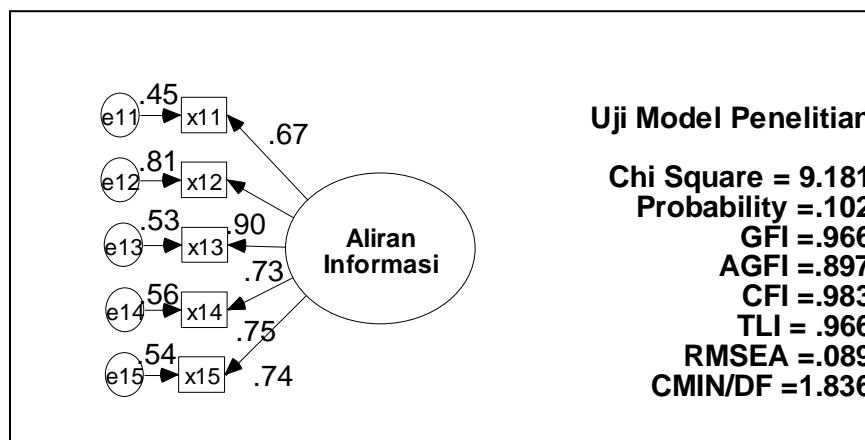 .45
e11
x11
.67
.81
e12
x12
.53
.90
e13
x13
.73
.56
e14
x14
.75
.54
e15
x15
.74
Aliran
Informasi
Uji Model Penelitian
Chi Square = 9.181
Probability =.102
GFI =.966
AGFI =.897
CFI =.983
TLI = .966
RMSEA =.089
CMIN/DF =1.836